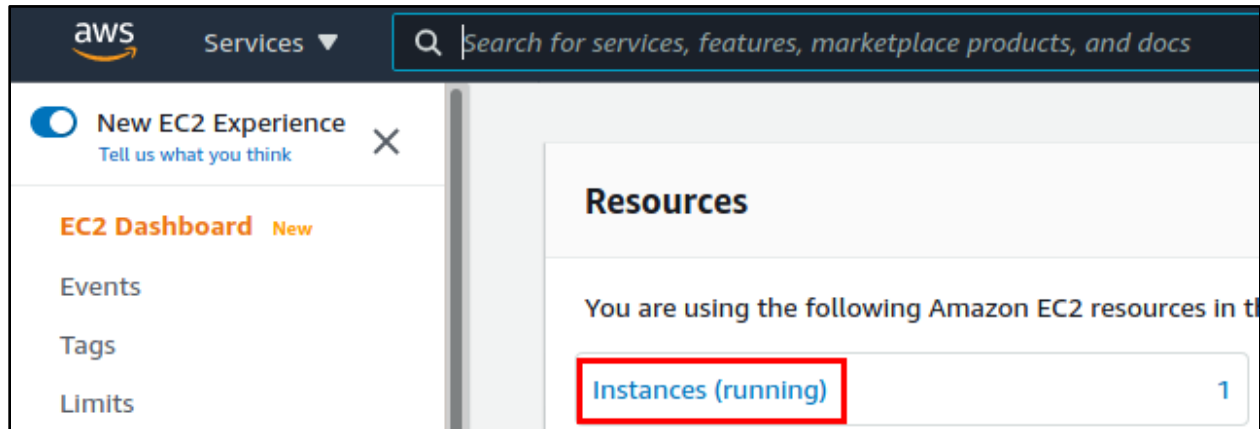 aws
Services ▼
Search for services, features, marketplace products, and docs
New EC2 Experience
Tell us what you think
EC2 Dashboard New
Events
Tags
Limits
Resources
You are using the following Amazon EC2 resources in
Instances (running) 1